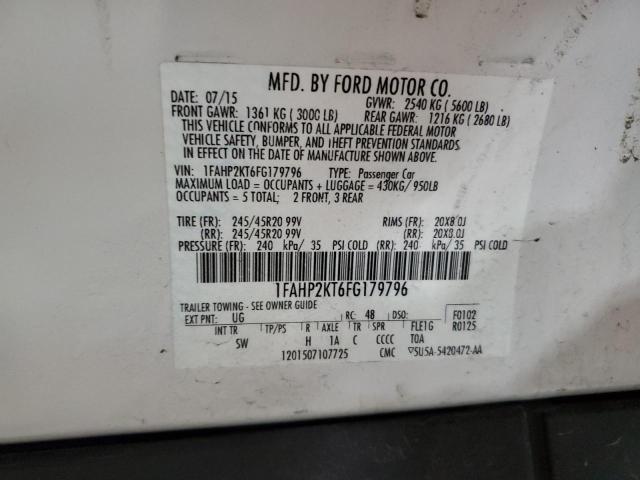 MFD. BY FORD MOTOR CO.
DATE: 07/15 GVWR: 2540 KG ( 5600 LB)
FRONT GAWR: 1361 KG ( 3000 LB) REAR GAWR: 1216 KG ( 2680 LB)
THIS VEHICLE CONFORMS TO ALL APPLICABLE FEDERAL MOTOR
VEHICLE SAFETY, BUMPER, AND THEFT PREVENTION STANDARDS
IN EFFECT ON THE DATE OF MANUFACTURE SHOWN ABOVE.
VIN: 1FAHP2KT6FG179796 TYPE: Passenger Car
MAXIMUM LOAD = OCCUPANTS + LUGGAGE = 430KG/ 950LB
OCCUPANTS = 5 TOTAL: 2 FRONT, 3 REAR
TIRE (FR): 245/45R20 99V RIMS (FR): 20X8.0J
(RR): 245/45R20 99V (RR): 20X8.0J
PRESSURE (FR): 240 kPa/ 35 PSI COLD (RR): 240 kPa/ 35 PSI COLD
1FAHP2KT6FG179796
TRAILER TOWING - SEE OWNER GUIDE
EXT PNT: UG RC: 48 DSO: F0102
INT TR TP/PS R AXLE TR SPR FLE1G R0125
SW H 1A C CCCC TOA
1201507107725 CMC 5U5A-5420472-AA